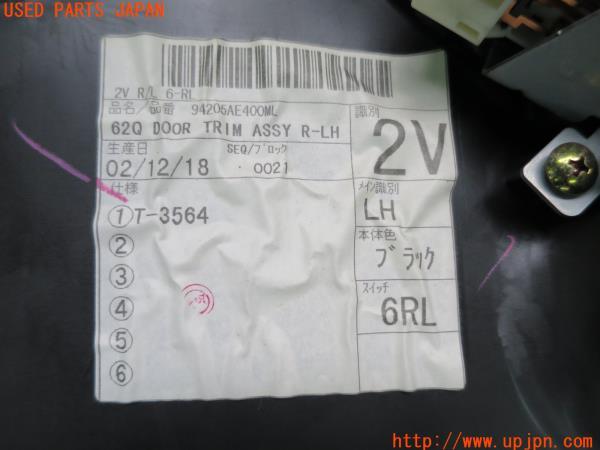 USED PARTS JAPAN
2V R/L 6-RL
品名／品番 94206AE400ML
62Q DOOR TRIM ASSY R-LH
生産日 SEQ/ブロック
02/12/18 · 0021
仕様
①T-3564
②
③
④
⑤
⑥
識別
2V
メイン識別
LH
本体色
ブラック
スイッチ
6RL
http://www.upjpn.com/